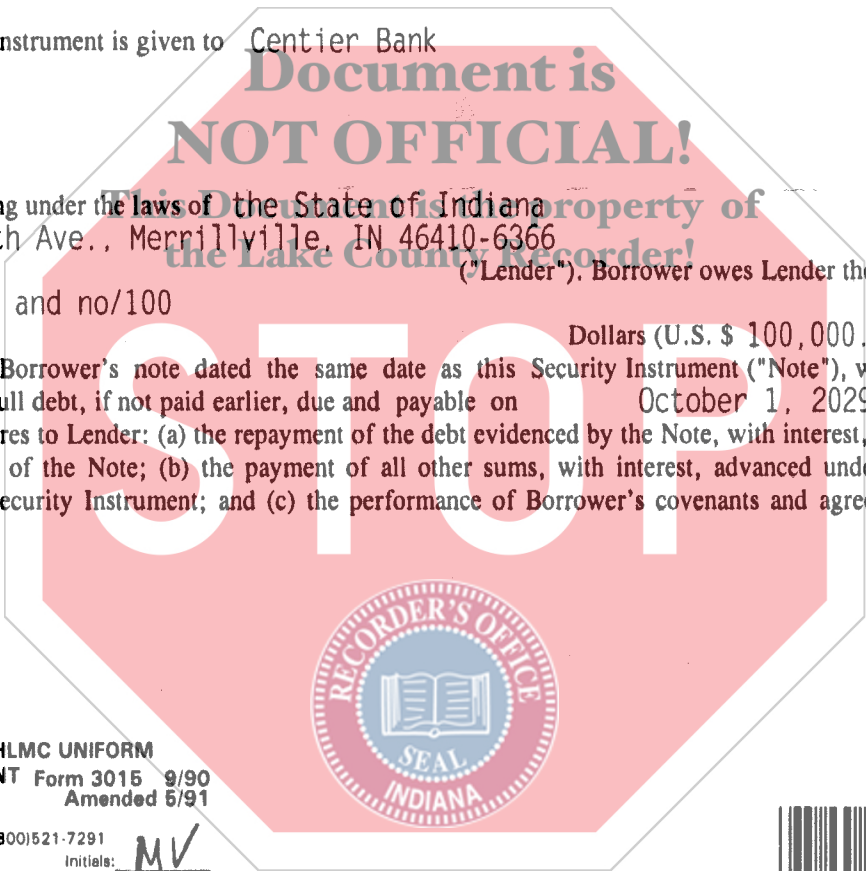 nstrument is given to Centier Bank
Document is
NOT OFFICIAL!
This Document is the property of
the Lake County Recorder!
ng under the laws of the State of Indiana
h Ave., Merrillville, IN 46410-6366
("Lender"). Borrower owes Lender the
and no/100
Dollars (U.S. $ 100,000.
STOP
Borrower's note dated the same date as this Security Instrument ("Note"), w
ull debt, if not paid earlier, due and payable on October 1, 2029
res to Lender: (a) the repayment of the debt evidenced by the Note, with interest,
of the Note; (b) the payment of all other sums, with interest, advanced unde
ecurity Instrument; and (c) the performance of Borrower's covenants and agree
RECORDER'S OFFICE
SEAL
INDIANA
HLMC UNIFORM
NT Form 3015 9/90
Amended 5/91
800)521-7291
Initials: MV